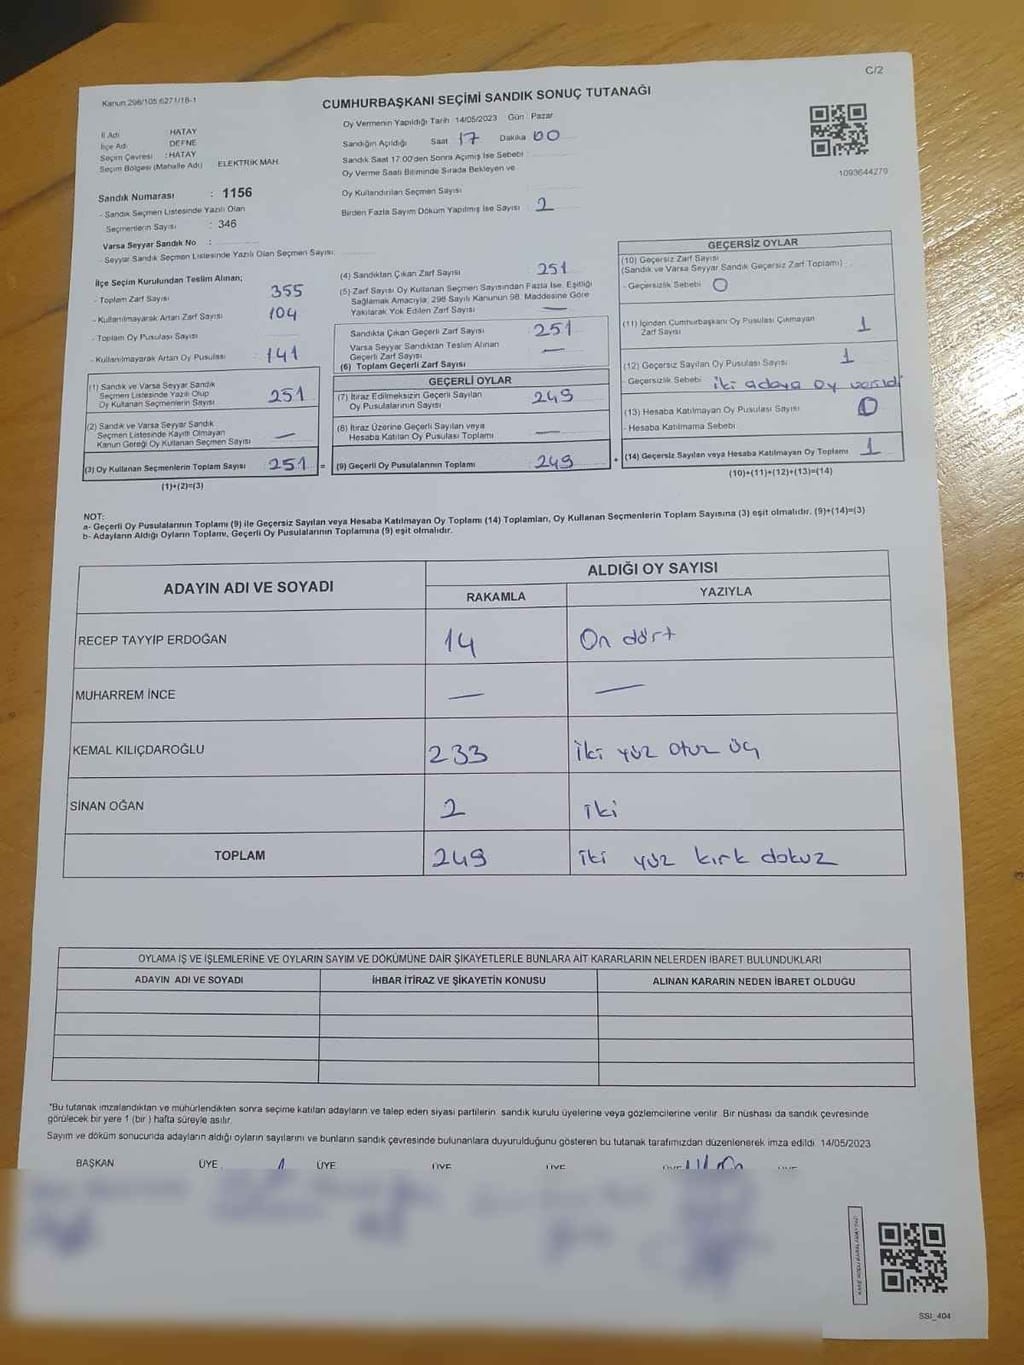 C/2
Kanun:298/105.6271/18-1
CUMHURBAŞKANI SEÇİMİ SANDIK SONUÇ TUTANAĞI
İl Adı : HATAY
İlçe Adı : DEFNE
Seçim Çevresi : HATAY
Seçim Bölgesi (Mahalle Adı) ELEKTRİK MAH.
Sandık Numarası : 1156
- Sandık Seçmen Listesinde Yazılı Olan
Seçmenlerin Sayısı : 346
Varsa Seyyar Sandık No :
- Seyyar Sandık Seçmen Listesinde Yazılı Olan Seçmen Sayısı:
Oy Vermenin Yapıldığı Tarih 14/05/2023 Gün : Pazar
Sandığın Açıldığı Saat 17 Dakika 00
Sandık Saat 17:00'den Sonra Açılmış İse Sebebi :
Oy Verme Saati Bitiminde Sırada Bekleyen ve
Oy Kullandırılan Seçmen Sayısı
Birden Fazla Sayım Döküm Yapılmış İse Sayısı : 2
1093644279
İlçe Seçim Kurulundan Teslim Alınan;
- Toplam Zarf Sayısı 355
- Kullanılmayarak Artan Zarf Sayısı 104
- Toplam Oy Pusulası Sayısı
- Kullanılmayarak Artan Oy Pusulası 141
(1) Sandık ve Varsa Seyyar Sandık
Seçmen Listesinde Yazılı Olup
Oy Kullanan Seçmenlerin Sayısı 251
(2) Sandık ve Varsa Seyyar Sandık
Seçmen Listesinde Kayıtlı Olmayan
Kanun Gereği Oy Kullanan Seçmen Sayısı —
(3) Oy Kullanan Seçmenlerin Toplam Sayısı 251 =
(1)+(2)=(3)
(4) Sandıktan Çıkan Zarf Sayısı 251
(5) Zarf Sayısı Oy Kullanan Seçmen Sayısından Fazla İse, Eşitliği
Sağlamak Amacıyla, 298 Sayılı Kanunun 98. Maddesine Göre
Yakılarak Yok Edilen Zarf Sayısı —
Sandıkta Çıkan Geçerli Zarf Sayısı 251
Varsa Seyyar Sandıktan Teslim Alınan
Geçerli Zarf Sayısı —
(6) Toplam Geçerli Zarf Sayısı
GEÇERLİ OYLAR
(7) İtiraz Edilmeksizin Geçerli Sayılan
Oy Pusulalarının Sayısı 249
(8) İtiraz Üzerine Geçerli Sayılan veya
Hesaba Katılan Oy Pusulası Toplamı —
(9) Geçerli Oy Pusulalarının Toplamı 249 +
GEÇERSİZ OYLAR
(10) Geçersiz Zarf Sayısı
(Sandık ve Varsa Seyyar Sandık Geçersiz Zarf Toplamı)
- Geçersizlik Sebebi 0
(11) İçinden Cumhurbaşkanı Oy Pusulası Çıkmayan
Zarf Sayısı 1
(12) Geçersiz Sayılan Oy Pusulası Sayısı 1
- Geçersizlik Sebebi iki adaya oy verildi
(13) Hesaba Katılmayan Oy Pusulası Sayısı 0
- Hesaba Katılmama Sebebi
(14) Geçersiz Sayılan veya Hesaba Katılmayan Oy Toplamı 1
(10)+(11)+(12)+(13)=(14)
NOT:
a- Geçerli Oy Pusulalarının Toplamı (9) ile Geçersiz Sayılan veya Hesaba Katılmayan Oy Toplamı (14) Toplamları, Oy Kullanan Seçmenlerin Toplam Sayısına (3) eşit olmalıdır. (9)+(14)=(3)
b- Adayların Aldığı Oyların Toplamı, Geçerli Oy Pusulalarının Toplamına (9) eşit olmalıdır.
ADAYIN ADI VE SOYADI ALDIĞI OY SAYISI
RAKAMLA YAZIYLA
RECEP TAYYİP ERDOĞAN 14 On dört
MUHARREM İNCE — —
KEMAL KILIÇDAROĞLU 233 iki yüz otuz üç
SİNAN OĞAN 2 iki
TOPLAM 249 iki yüz kırk dokuz
OYLAMA İŞ VE İŞLEMLERİNE VE OYLARIN SAYIM VE DÖKÜMÜNE DAİR ŞİKAYETLERLE BUNLARA AİT KARARLARIN NELERDEN İBARET BULUNDUKLARI
ADAYIN ADI VE SOYADI İHBAR İTİRAZ VE ŞİKAYETİN KONUSU ALINAN KARARIN NEDEN İBARET OLDUĞU
*Bu tutanak imzalandıktan ve mühürlendikten sonra seçime katılan adayların ve talep eden siyasi partilerin sandık kurulu üyelerine veya gözlemcilerine verilir. Bir nüshası da sandık çevresinde
görülecek bir yere 1 (bir ) hafta süreyle asılır.
Sayım ve döküm sonucunda adayların aldığı oyların sayılarını ve bunların sandık çevresinde bulunanlara duyurulduğunu gösteren bu tutanak tarafımızdan düzenlenerek imza edildi. 14/05/2023
BAŞKAN ÜYE ÜYE ÜYE ÜYE ÜYE
SSI_404